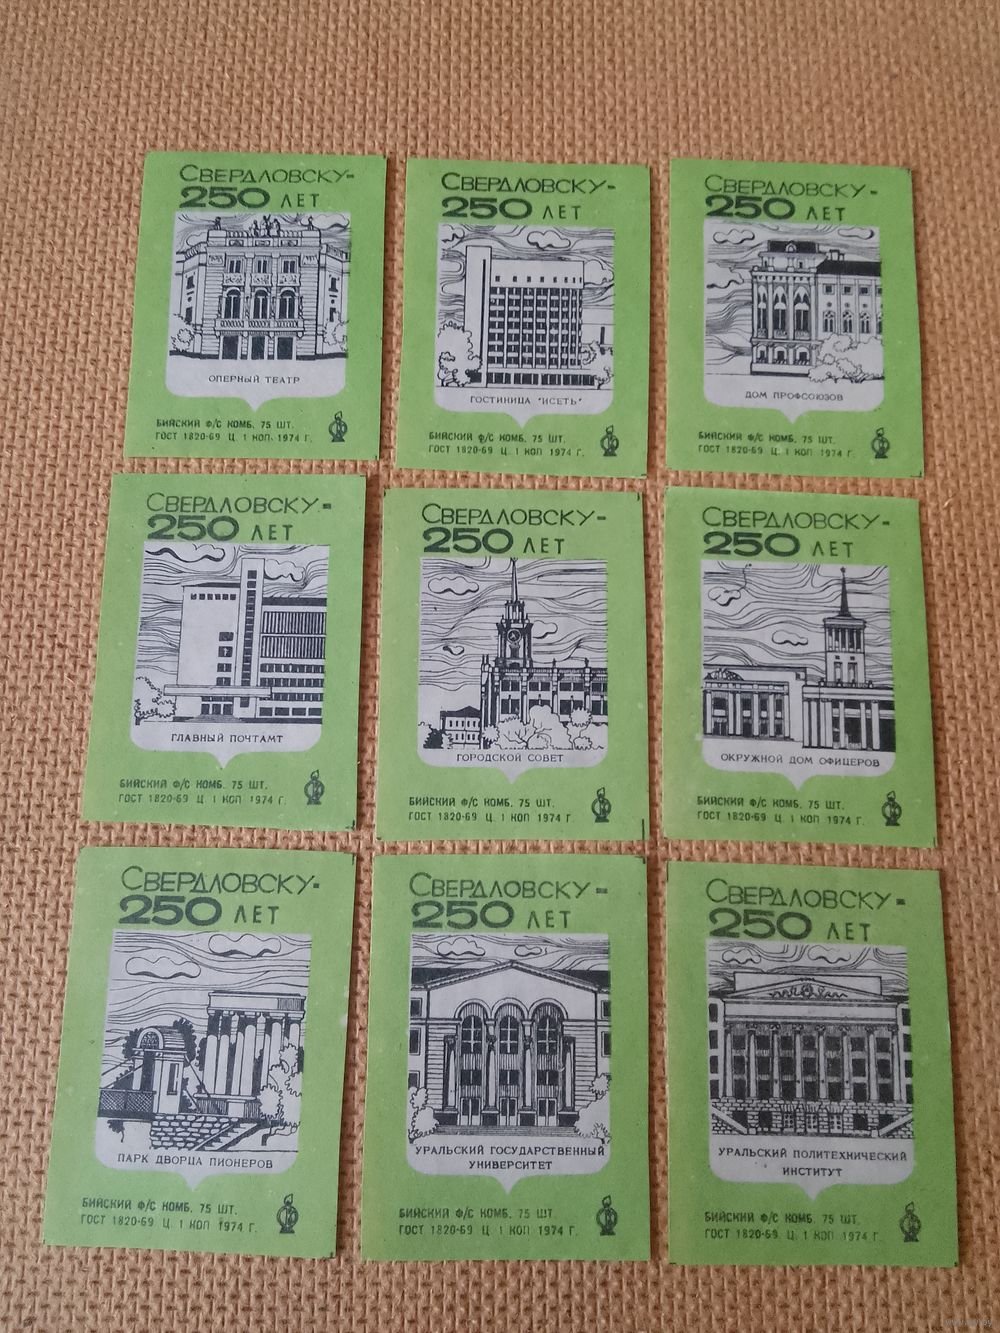 СВЕРДЛОВСКУ-
250 ЛЕТ
ОПЕРНЫЙ ТЕАТР
БИЙСКИЙ Ф/С КОМБ. 75 ШТ.
ГОСТ 1820-69 Ц. 1 КОП. 1974 Г.
СВЕРДЛОВСКУ-
250 ЛЕТ
ГОСТИНИЦА "ИСЕТЬ"
БИЙСКИЙ Ф/С КОМБ. 75 ШТ.
ГОСТ 1820-69 Ц. 1 КОП 1974 Г.
СВЕРДЛОВСКУ-
250 ЛЕТ
ДОМ ПРОФСОЮЗОВ
БИЙСКИЙ Ф/С КОМБ. 75 ШТ.
ГОСТ 1820-69 Ц. 1 КОП 1974 Г.
СВЕРДЛОВСКУ-
250 ЛЕТ
ГЛАВНЫЙ ПОЧТАМТ
БИЙСКИЙ Ф/С КОМБ. 75 ШТ.
ГОСТ 1820-69 Ц. 1 КОП 1974 Г.
СВЕРДЛОВСКУ-
250 ЛЕТ
ГОРОДСКОЙ СОВЕТ
БИЙСКИЙ Ф/С КОМБ. 75 ШТ.
ГОСТ 1820-69 Ц. 1 КОП 1974 Г.
СВЕРДЛОВСКУ-
250 ЛЕТ
ОКРУЖНОЙ ДОМ ОФИЦЕРОВ
БИЙСКИЙ Ф/С КОМБ. 75 ШТ.
ГОСТ 1820-69 Ц. 1 КОП 1974 Г.
СВЕРДЛОВСКУ-
250 ЛЕТ
ПАРК ДВОРЦА ПИОНЕРОВ
БИЙСКИЙ Ф/С КОМБ. 75 ШТ.
ГОСТ 1820-69 Ц. 1 КОП 1974 Г.
СВЕРДЛОВСКУ-
250 ЛЕТ
УРАЛЬСКИЙ ГОСУДАРСТВЕННЫЙ
УНИВЕРСИТЕТ
БИЙСКИЙ Ф/С КОМБ. 75 ШТ.
ГОСТ 1820-69 Ц. 1 КОП 1974 Г.
СВЕРДЛОВСКУ-
250 ЛЕТ
УРАЛЬСКИЙ ПОЛИТЕХНИЧЕСКИЙ
ИНСТИТУТ
БИЙСКИЙ Ф/С КОМБ. 75 ШТ.
ГОСТ 1820-69 Ц. 1 КОП 1974 Г.